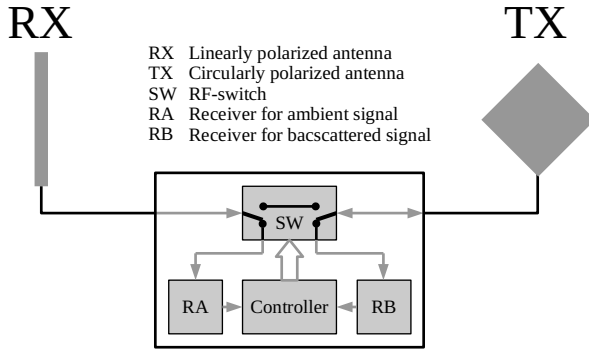 RX
TX
RX Linearly polarized antenna
TX Circularly polarized antenna
SW RF-switch
RA Receiver for ambient signal
RB Receiver for bacscattered signal
SW
RA
Controller
RB